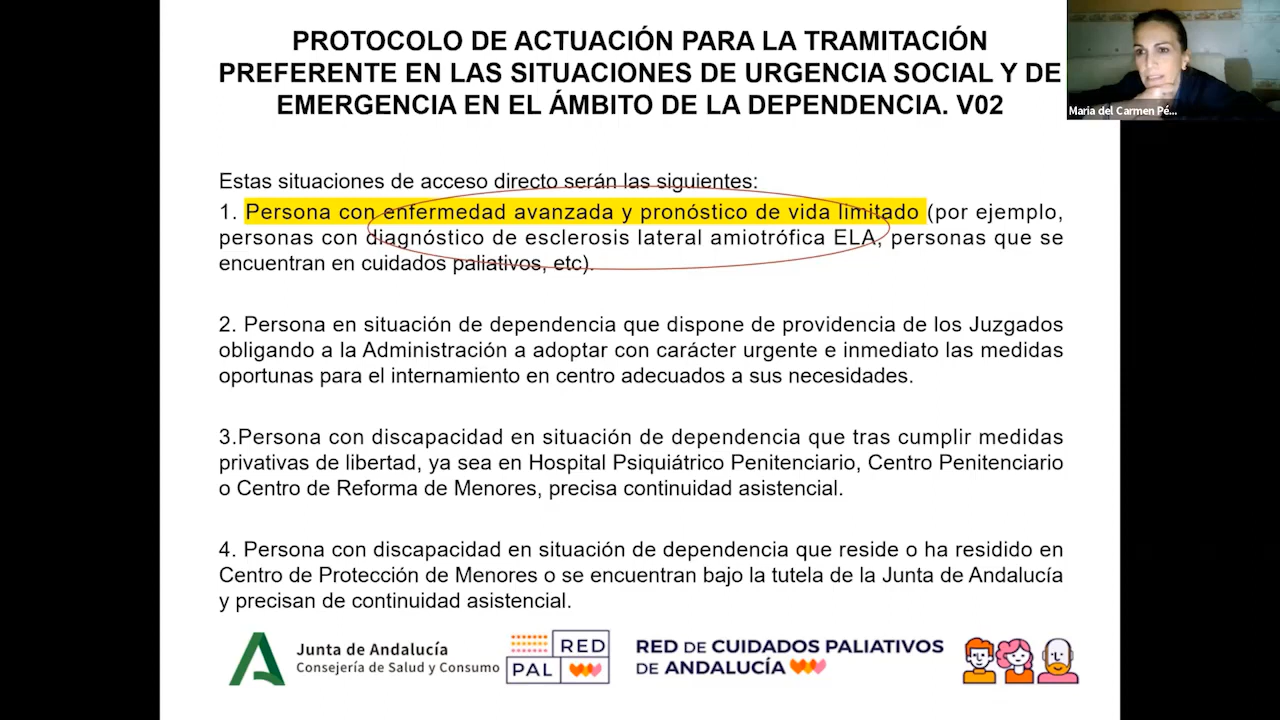 PROTOCOLO DE ACTUACIÓN PARA LA TRAMITACIÓN
PREFERENTE EN LAS SITUACIONES DE URGENCIA SOCIAL Y DE
EMERGENCIA EN EL ÁMBITO DE LA DEPENDENCIA. V02
Maria del Carmen Pé...
Estas situaciones de acceso directo serán las siguientes:
1. Persona con enfermedad avanzada y pronóstico de vida limitado (por ejemplo,
personas con diagnóstico de esclerosis lateral amiotrófica ELA, personas que se
encuentran en cuidados paliativos, etc).
2. Persona en situación de dependencia que dispone de providencia de los Juzgados
obligando a la Administración a adoptar con carácter urgente e inmediato las medidas
oportunas para el internamiento en centro adecuados a sus necesidades.
3.Persona con discapacidad en situación de dependencia que tras cumplir medidas
privativas de libertad, ya sea en Hospital Psiquiátrico Penitenciario, Centro Penitenciario
o Centro de Reforma de Menores, precisa continuidad asistencial.
4. Persona con discapacidad en situación de dependencia que reside o ha residido en
Centro de Protección de Menores o se encuentran bajo la tutela de la Junta de Andalucía
y precisan de continuidad asistencial.
Junta de Andalucía
Consejería de Salud y Consumo
RED
PAL
RED DE CUIDADOS PALIATIVOS
DE ANDALUCÍA